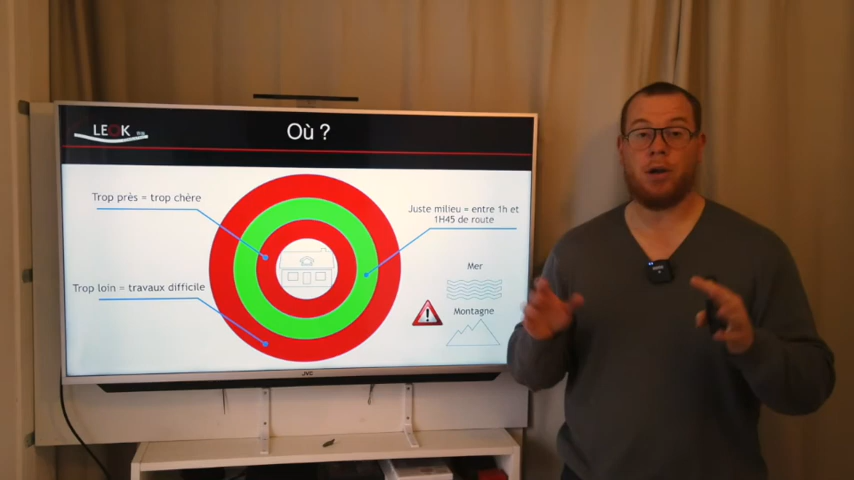 LEOK
Où ?
Trop près = trop chère
Juste milieu = entre 1h et
1H45 de route
Mer
Trop loin = travaux difficile
Montagne
!
JVC